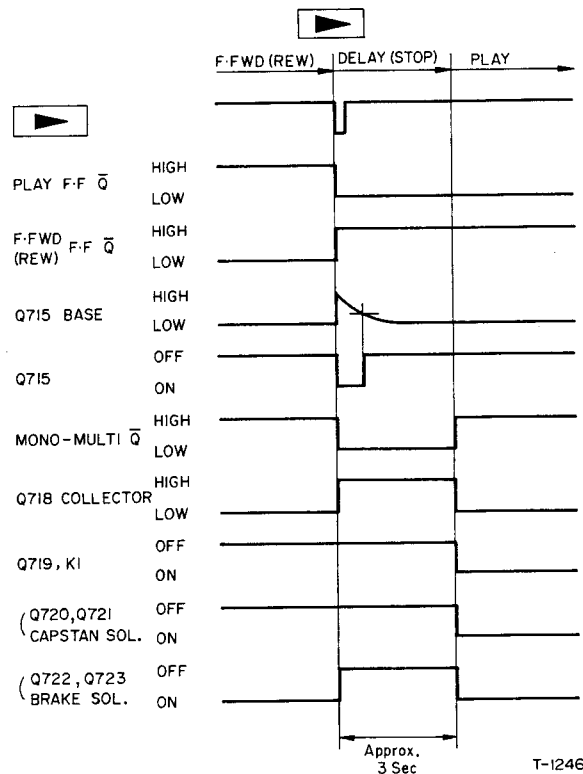 F·FWD (REW) DELAY (STOP) PLAY
PLAY F·F Q̅ HIGH LOW
F·FWD (REW) F·F Q̅ HIGH LOW
Q715 BASE HIGH LOW
Q715 OFF ON
MONO-MULTI Q̅ HIGH LOW
Q718 COLLECTOR HIGH LOW
Q719, K1 OFF ON
(Q720,Q721 CAPSTAN SOL. OFF ON
(Q722,Q723 BRAKE SOL. OFF ON
Approx.
3 Sec
T-1246